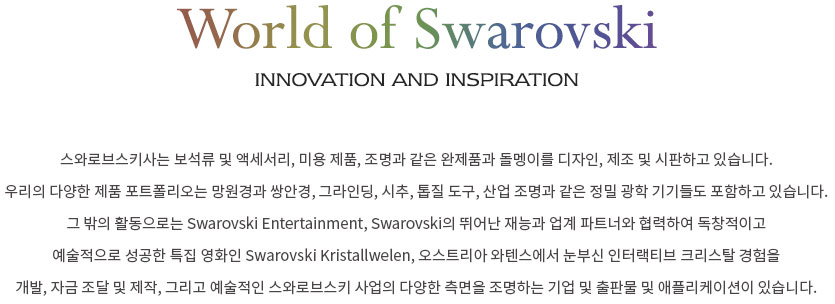 World of Swarovski
INNOVATION AND INSPIRATION
스와로브스키사는 보석류 및 액세서리, 미용 제품, 조명과 같은 완제품과 돌멩이를 디자인, 제조 및 시판하고 있습니다.
우리의 다양한 제품 포트폴리오는 망원경과 쌍안경, 그라인딩, 시추, 톱질 도구, 산업 조명과 같은 정밀 광학 기기들도 포함하고 있습니다.
그 밖의 활동으로는 Swarovski Entertainment, Swarovski의 뛰어난 재능과 업계 파트너와 협력하여 독창적이고
예술적으로 성공한 특집 영화인 Swarovski Kristallwelen, 오스트리아 와텐스에서 눈부신 인터랙티브 크리스탈 경험을
개발, 자금 조달 및 제작, 그리고 예술적인 스와로브스키 사업의 다양한 측면을 조명하는 기업 및 출판물 및 애플리케이션이 있습니다.